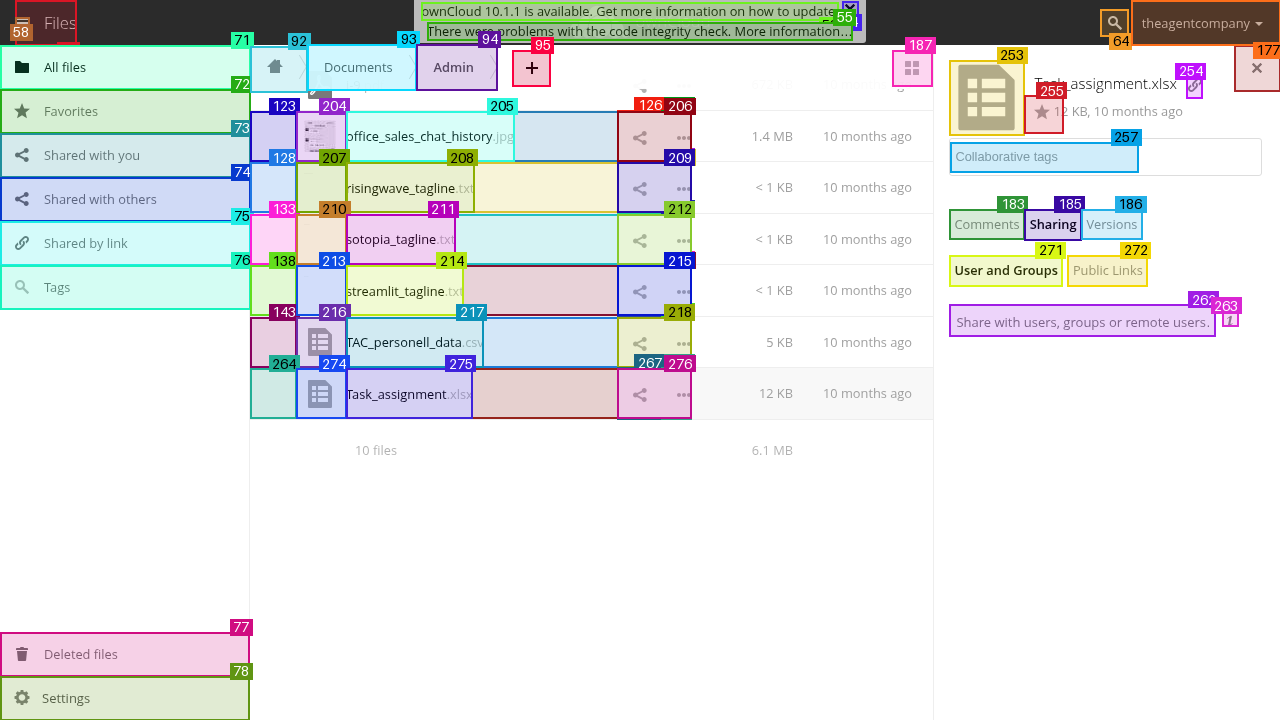 Files
58
ownCloud 10.1.1 is available. Get more information on how to update
There were problems with the code integrity check. More information...
55
64
theagentcompany
71
All files
72
Favorites
73
Shared with you
74
Shared with others
75
Shared by link
76
Tags
77
Deleted files
78
Settings
92
93
Documents
94
Admin
95
+
187
123
204
205
126
206
office_sales_chat_history.jpg
1.4 MB
10 months ago
128
207
208
209
risingwave_tagline.txt
< 1 KB
10 months ago
133
210
211
212
sotopia_tagline.txt
< 1 KB
10 months ago
138
213
214
215
streamlit_tagline.txt
< 1 KB
10 months ago
143
216
217
218
TAC_personell_data.csv
5 KB
10 months ago
264
274
275
267
276
Task_assignment.xlsx
12 KB
10 months ago
10 files
6.1 MB
177
253
254
Task_assignment.xlsx
255
12 KB, 10 months ago
257
Collaborative tags
183
185
186
Comments
Sharing
Versions
271
272
User and Groups
Public Links
263
Share with users, groups or remote users.